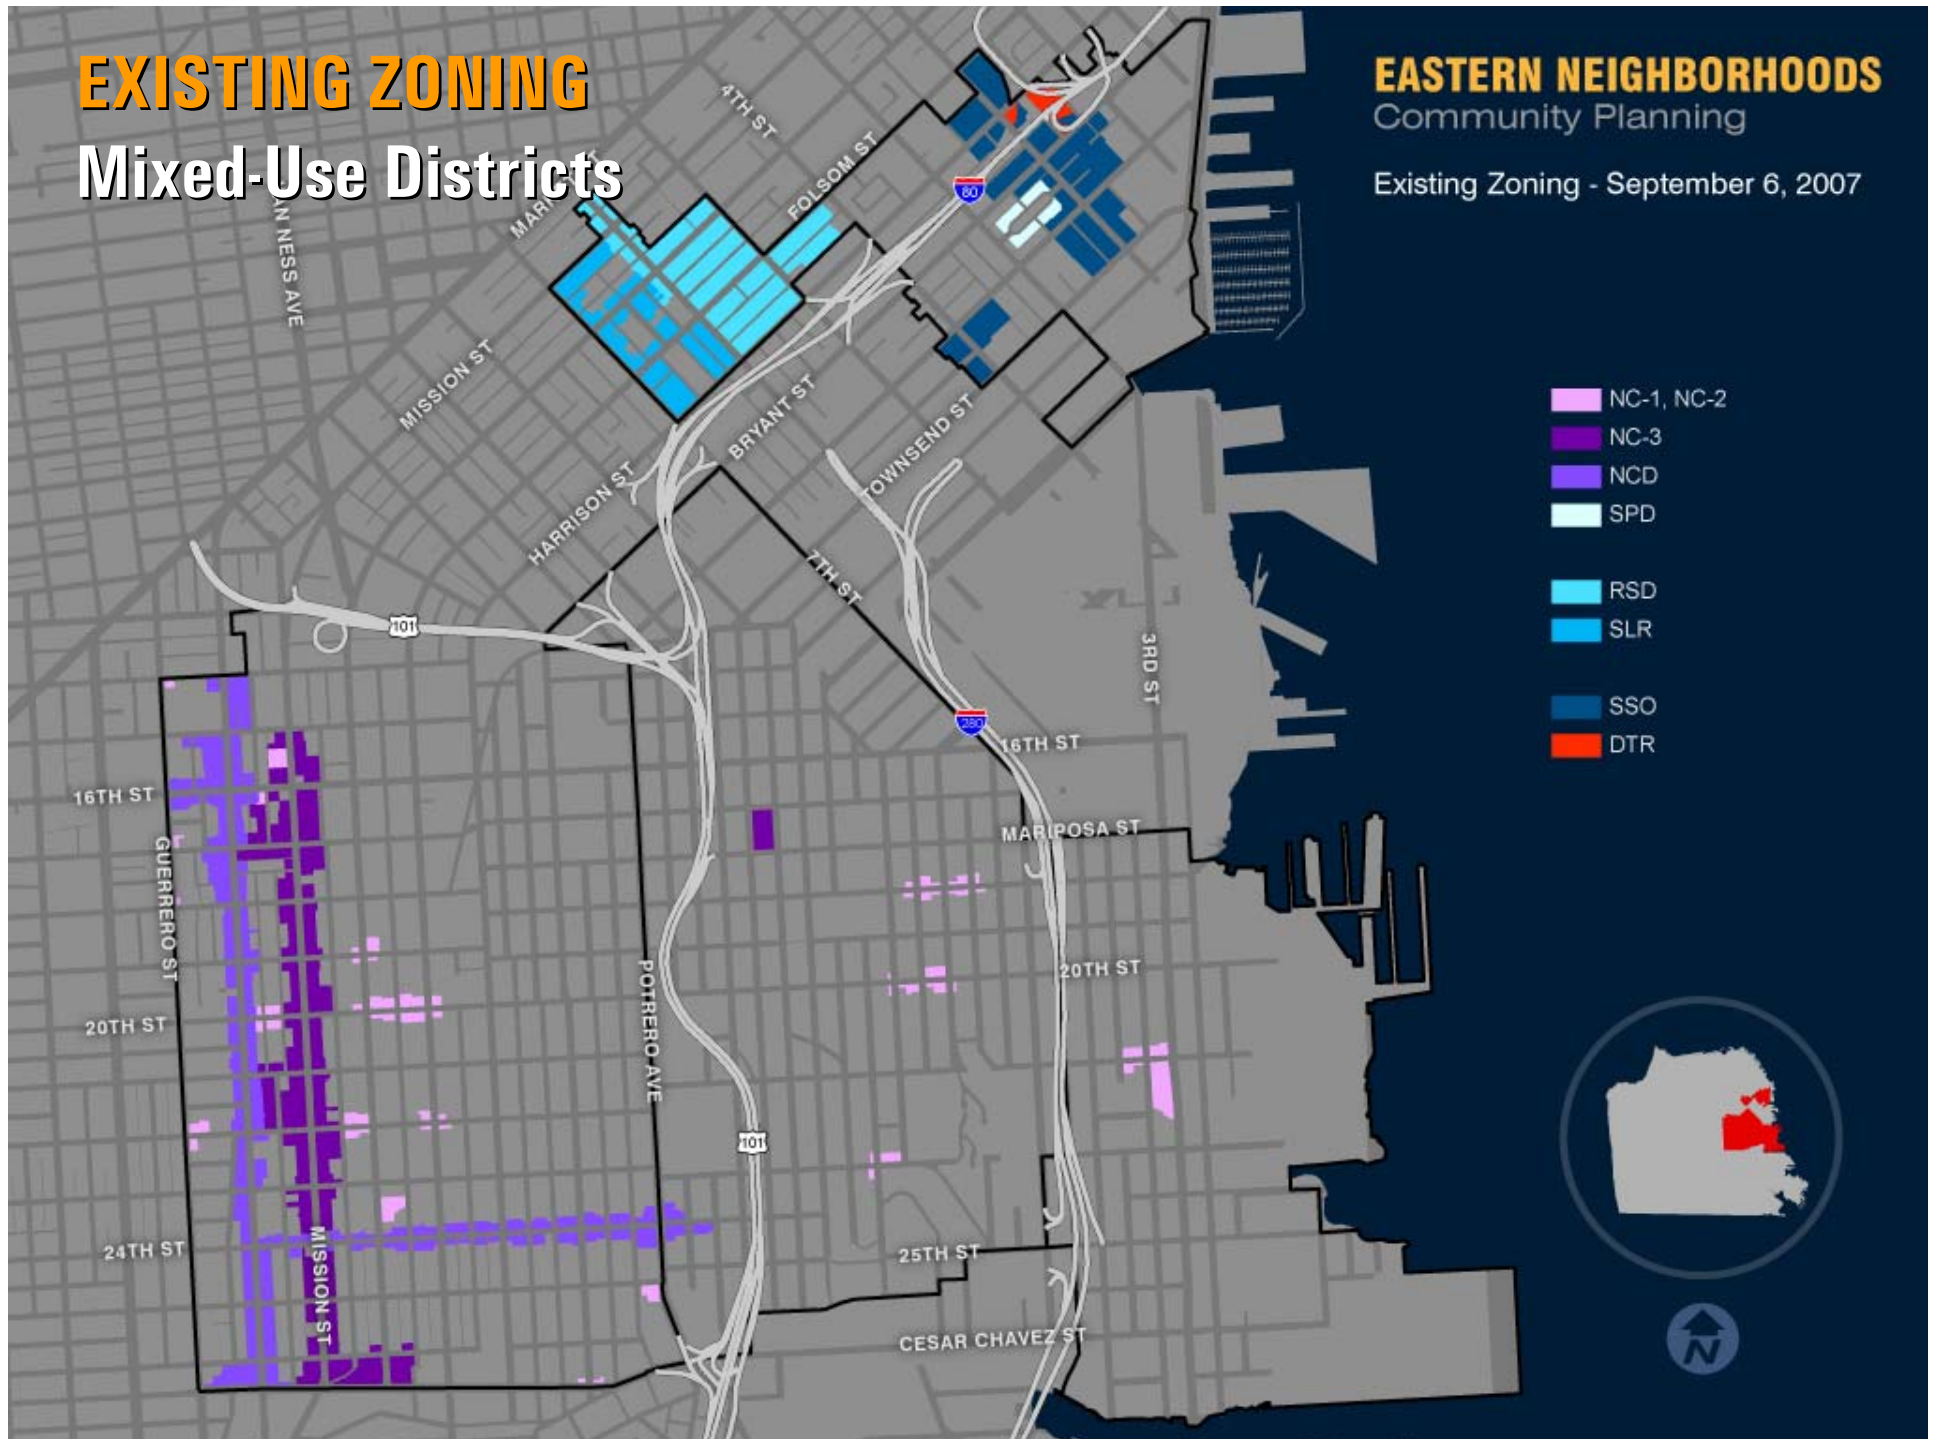 EXISTING ZONING
Mixed-Use Districts
EASTERN NEIGHBORHOODS
Community Planning
Existing Zoning - September 6, 2007
4TH ST
FOLSOM ST
80
MISSION ST
BRYANT ST
HARRISON ST
TOWNSEND ST
7TH ST
101
3RD ST
280
16TH ST
16TH ST
MARIPOSA ST
GUERRERO ST
POTRERO AVE
20TH ST
20TH ST
101
24TH ST
MISSION ST
25TH ST
CESAR CHAVEZ ST
NC-1, NC-2
NC-3
NCD
SPD
RSD
SLR
SSO
DTR
N